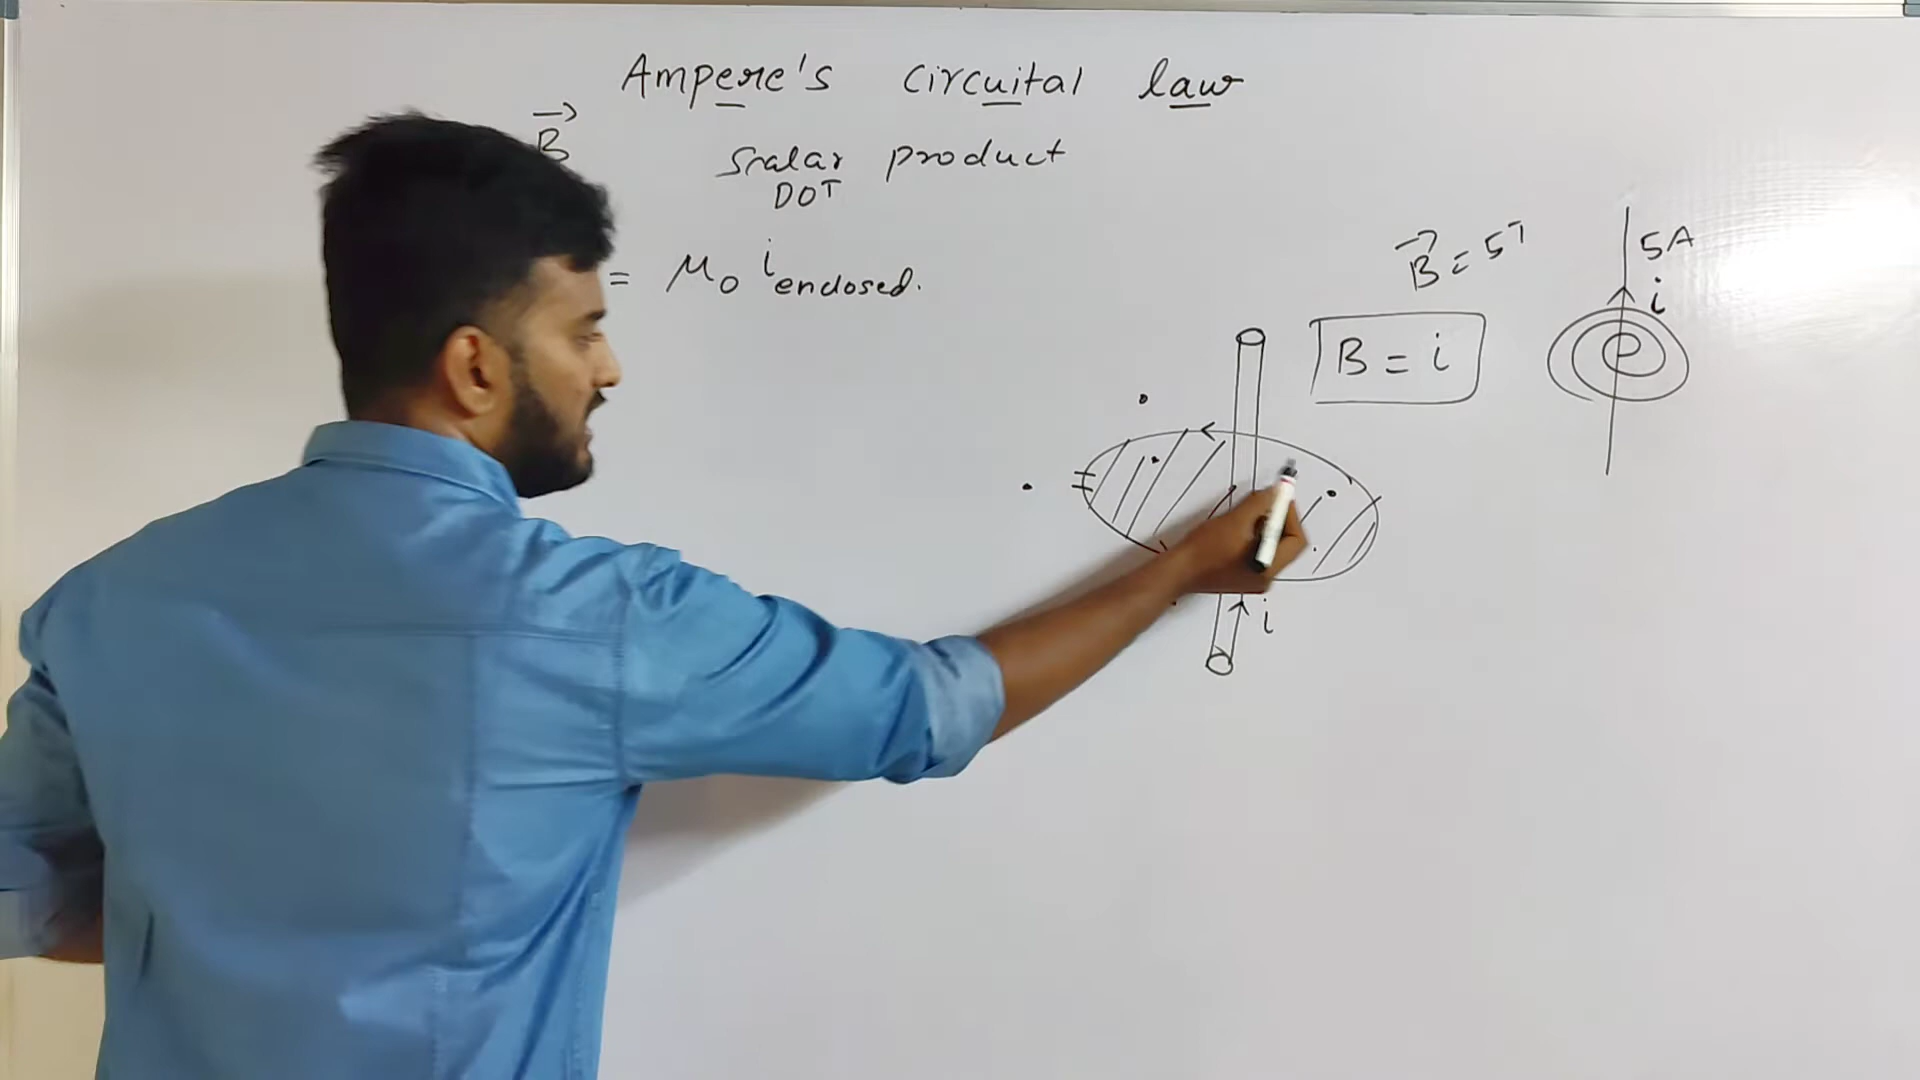 Ampere's circuital law
B
scalar product
DOT
= μ0 i enclosed.
B = 5T
5A
i
B = i
i